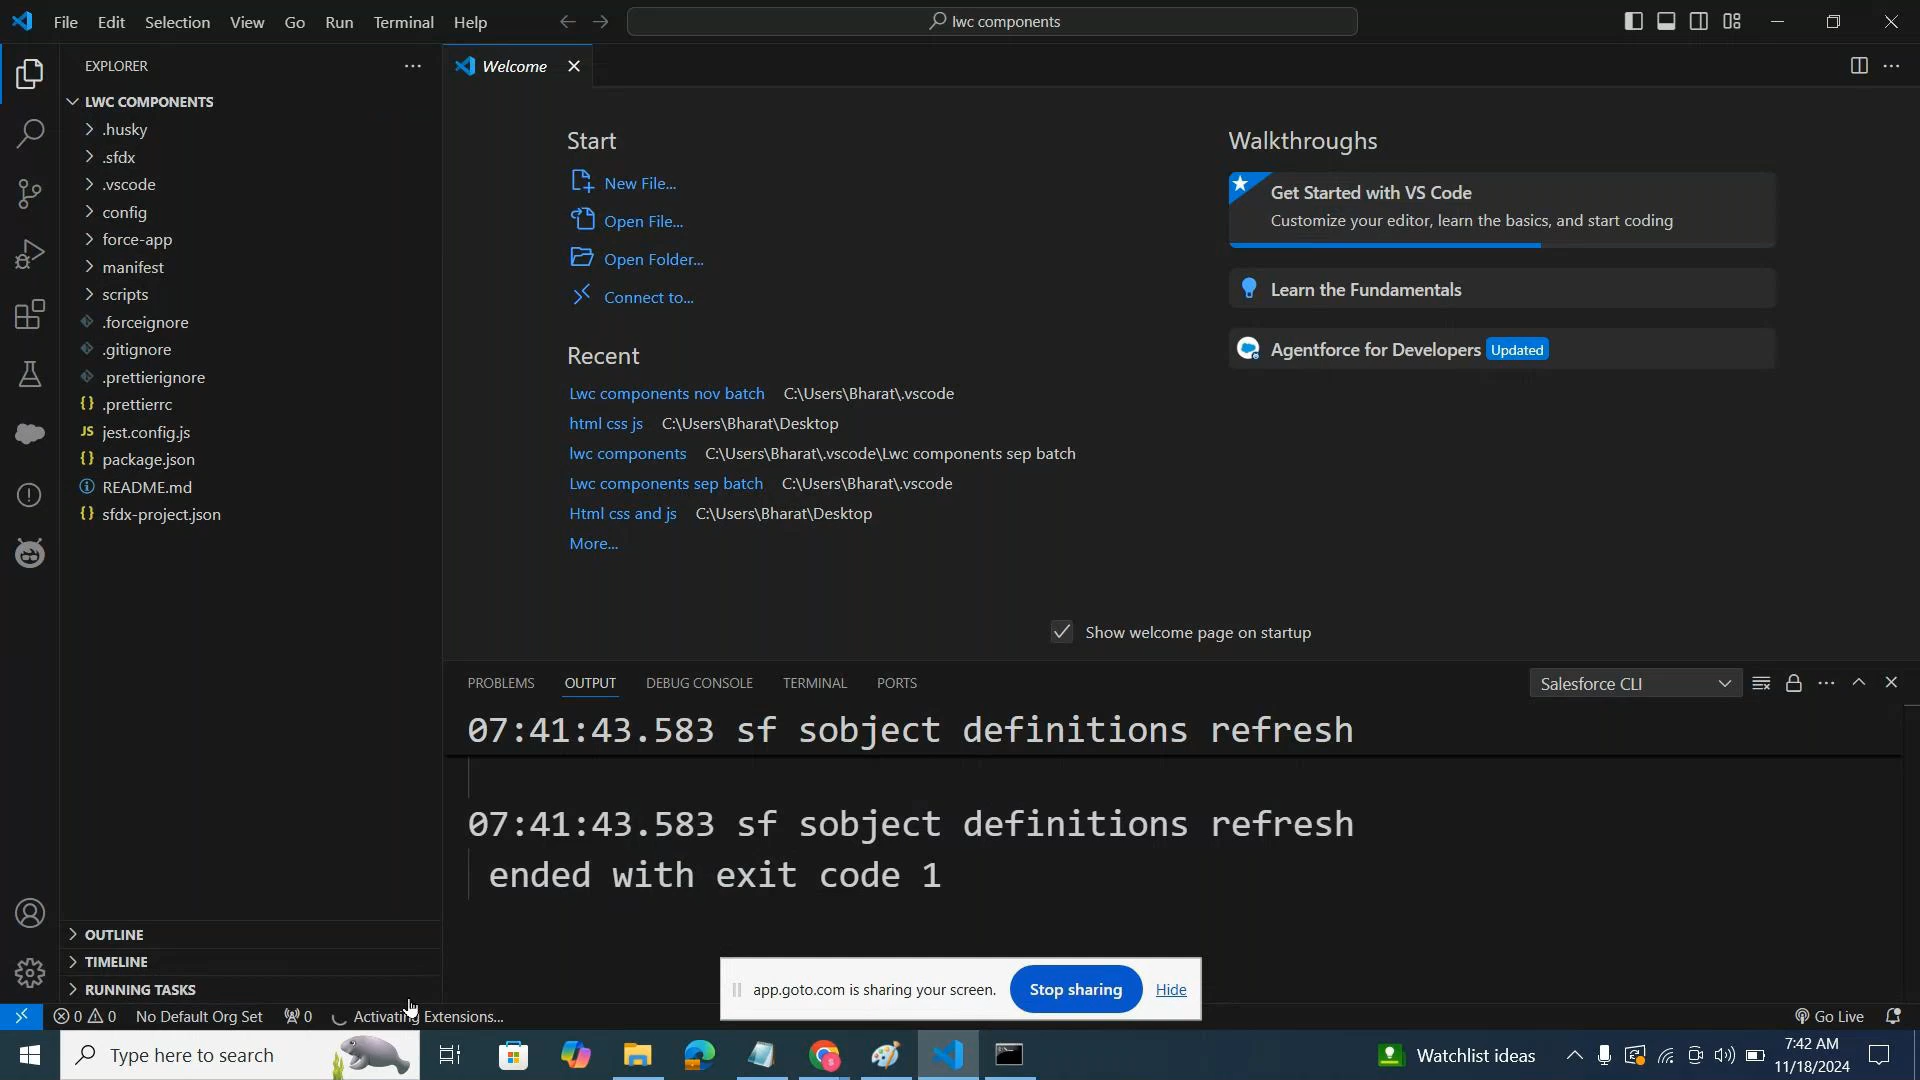 File Edit Selection View Go Run Terminal Help
lwc components
EXPLORER
LWC COMPONENTS
.husky
.sfdx
.vscode
config
force-app
manifest
scripts
.forceignore
.gitignore
.prettierignore
{} .prettierrc
JS jest.config.js
{} package.json
README.md
{} sfdx-project.json
OUTLINE
TIMELINE
RUNNING TASKS
Welcome
Start
New File...
Open File...
Open Folder...
Connect to...
Recent
Lwc components nov batch C:\Users\Bharat\.vscode
html css js C:\Users\Bharat\Desktop
lwc components C:\Users\Bharat\.vscode\Lwc components sep batch
Lwc components sep batch C:\Users\Bharat\.vscode
Html css and js C:\Users\Bharat\Desktop
More...
Walkthroughs
Get Started with VS Code
Customize your editor, learn the basics, and start coding
Learn the Fundamentals
Agentforce for Developers Updated
Show welcome page on startup
PROBLEMS OUTPUT DEBUG CONSOLE TERMINAL PORTS
Salesforce CLI
07:41:43.583 sf sobject definitions refresh
07:41:43.583 sf sobject definitions refresh
ended with exit code 1
app.goto.com is sharing your screen. Stop sharing Hide
0 0 No Default Org Set 0 Activating Extensions... Go Live
Type here to search
Watchlist ideas
7:42 AM
11/18/2024